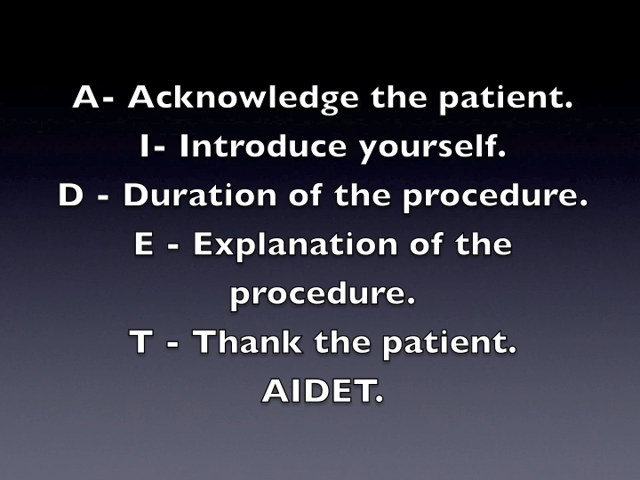 A- Acknowledge the patient.
I- Introduce yourself.
D - Duration of the procedure.
E - Explanation of the
procedure.
T - Thank the patient.
AIDET.